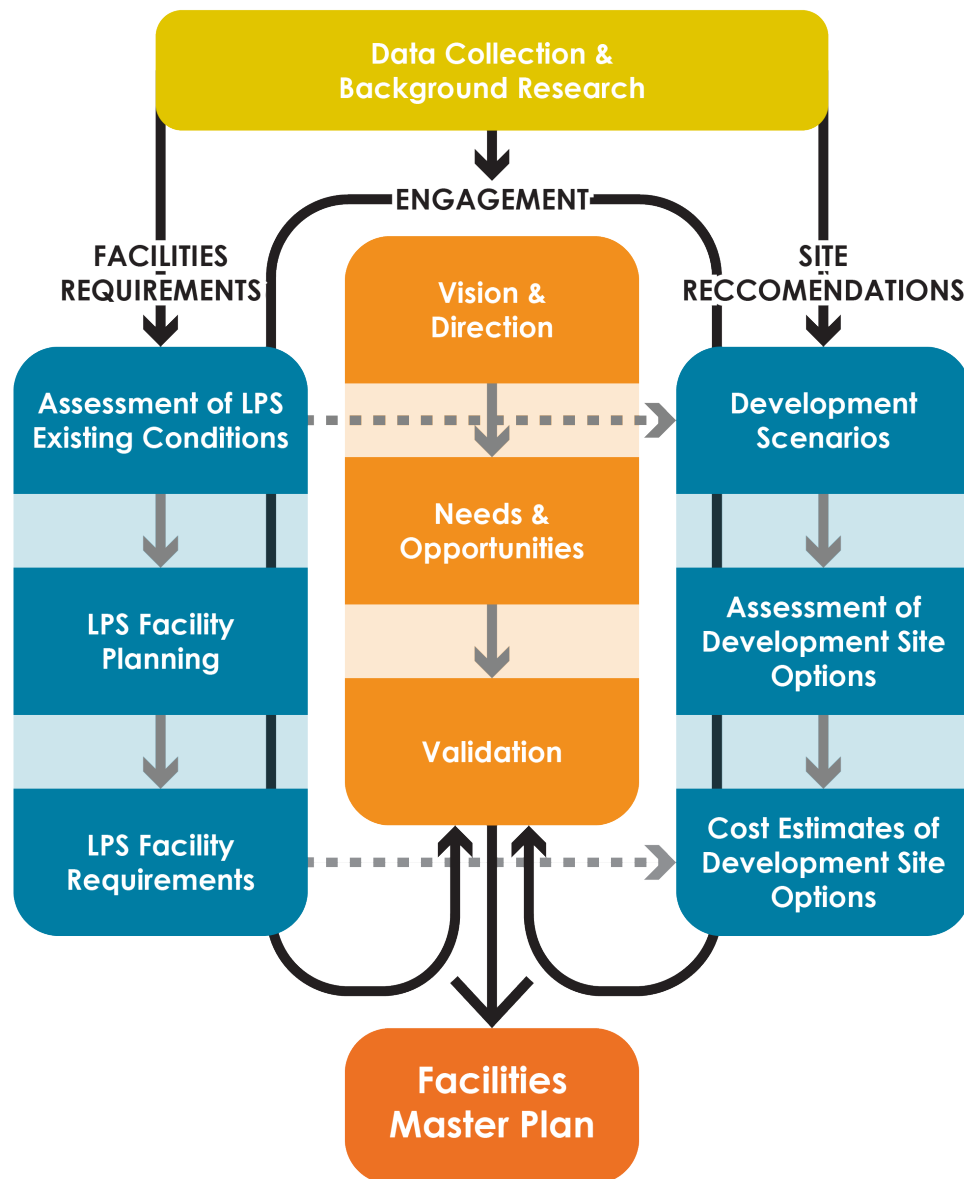 Data Collection &
Background Research
ENGAGEMENT
FACILITIES
REQUIREMENTS
SITE
RECCOMENDATIONS
Assessment of LPS
Existing Conditions
LPS Facility
Planning
LPS Facility
Requirements
Vision &
Direction
Needs &
Opportunities
Validation
Development
Scenarios
Assessment of
Development Site
Options
Cost Estimates of
Development Site
Options
Facilities
Master Plan